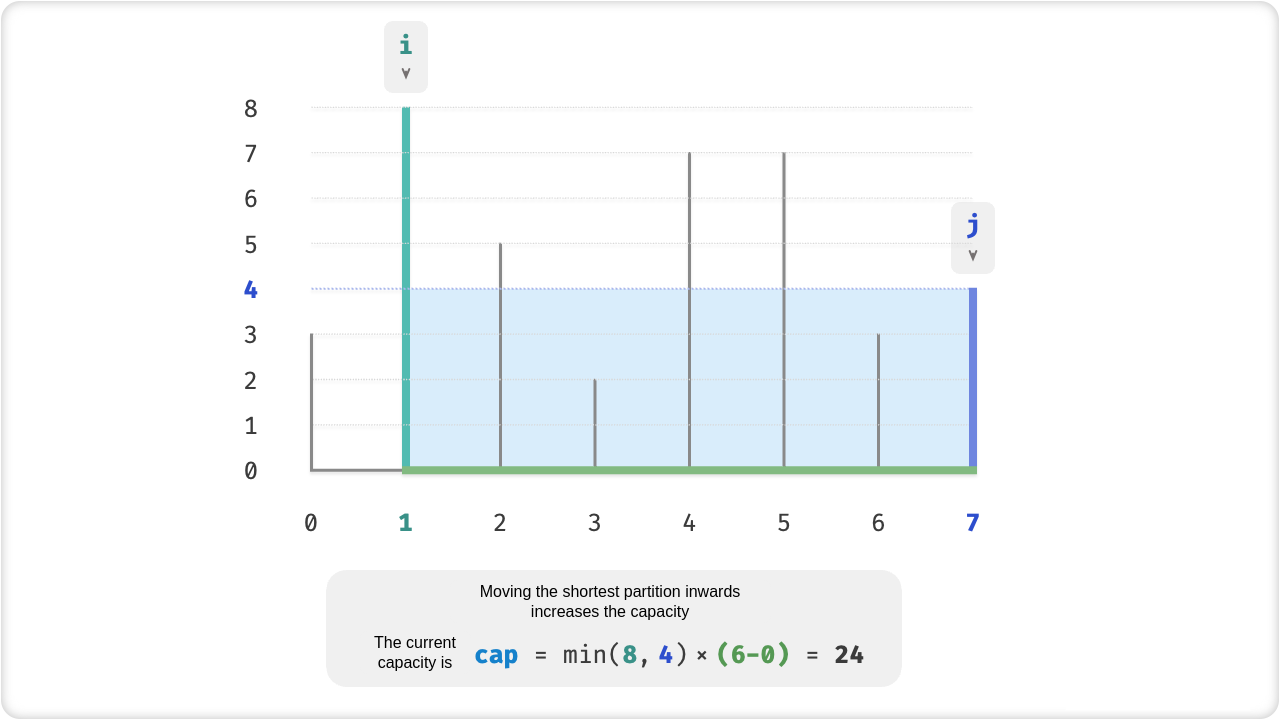 i
8
7
6
j
5
4
3
2
1
0
0 1 2 3 4 5 6 7
Moving the shortest partition inwards
increases the capacity
The current
capacity is
cap = min(8, 4) × (6-0) = 24